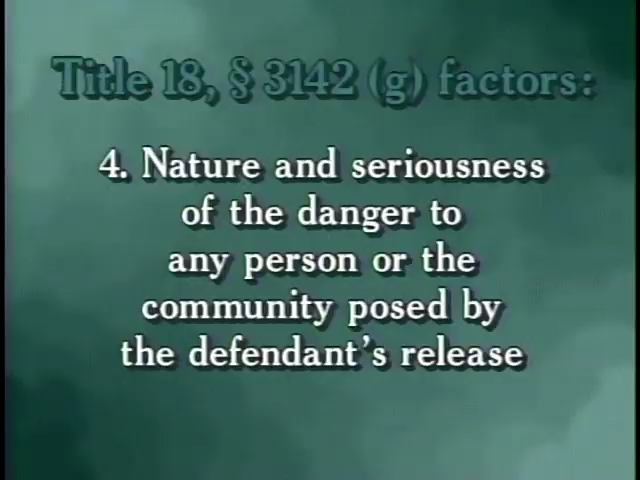 Title 18, § 3142 (g) factors:
4. Nature and seriousness
of the danger to
any person or the
community posed by
the defendant's release